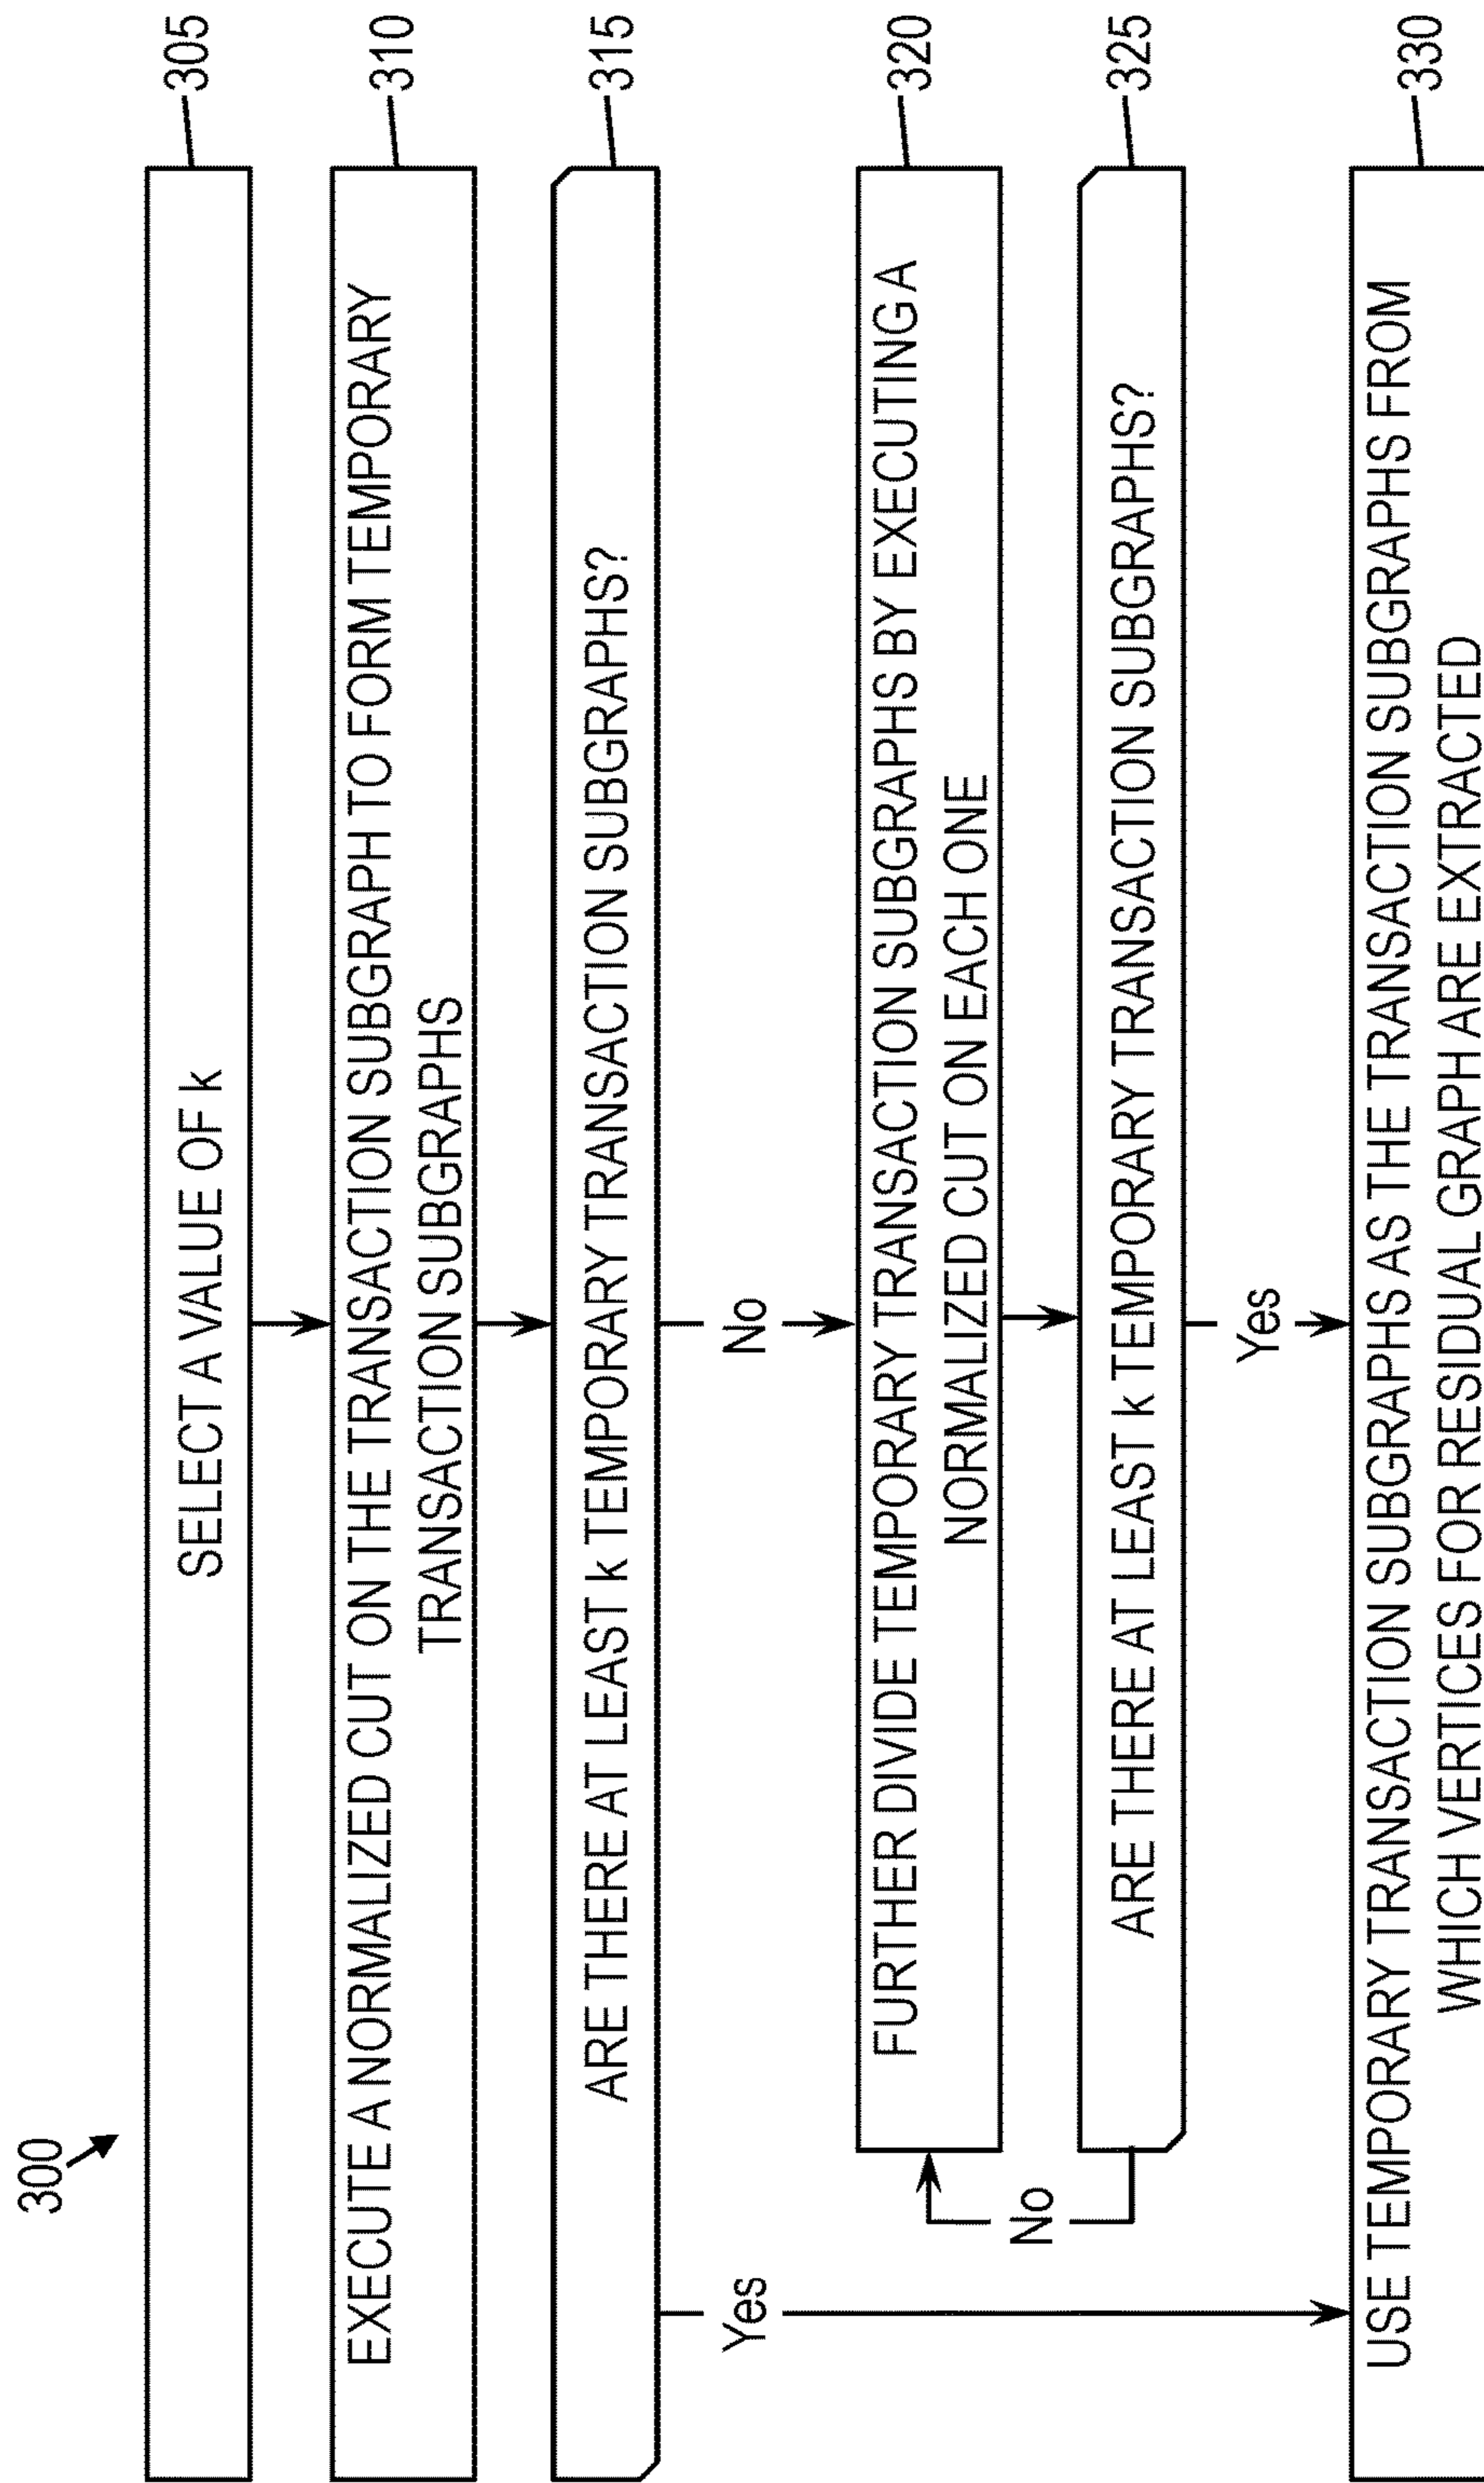 300
SELECT A VALUE OF k
305
EXECUTE A NORMALIZED CUT ON THE TRANSACTION SUBGRAPH TO FORM TEMPORARY
TRANSACTION SUBGRAPHS
310
ARE THERE AT LEAST k TEMPORARY TRANSACTION SUBGRAPHS?
315
Yes
No
FURTHER DIVIDE TEMPORARY TRANSACTION SUBGRAPHS BY EXECUTING A
NORMALIZED CUT ON EACH ONE
320
No
ARE THERE AT LEAST k TEMPORARY TRANSACTION SUBGRAPHS?
325
Yes
USE TEMPORARY TRANSACTION SUBGRAPHS AS THE TRANSACTION SUBGRAPHS FROM
WHICH VERTICES FOR RESIDUAL GRAPH ARE EXTRACTED
330